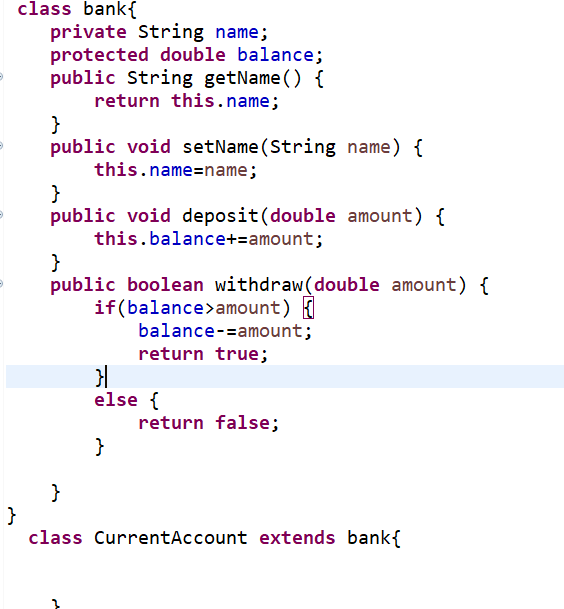 class bank{
private String name;
protected double balance;
public String getName() {
return this.name;
}
public void setName(String name) {
this.name=name;
}
public void deposit(double amount) {
this.balance+=amount;
}
public boolean withdraw(double amount) {
if(balance>amount) {
balance-=amount;
return true;
}
else {
return false;
}
}
}
class CurrentAccount extends bank{
}